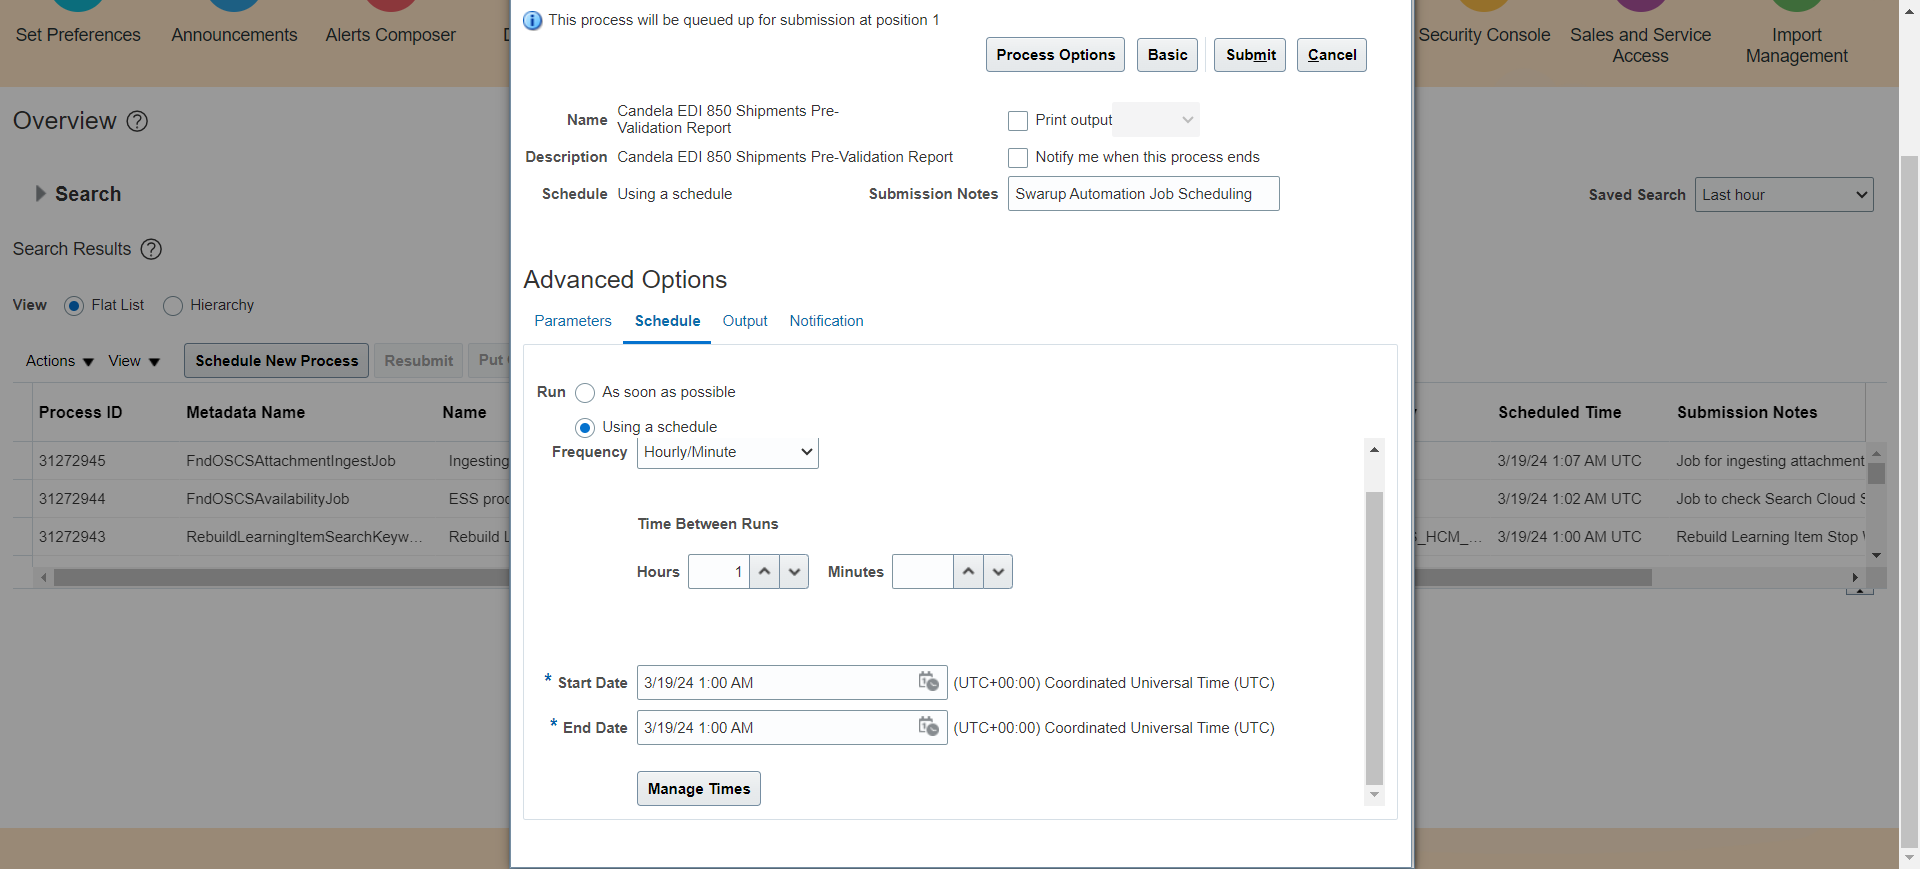 Set Preferences
Announcements
Alerts Composer
Security Console
Sales and Service
Access
Import
Management
Overview
Search
Saved Search Last hour
Search Results
View Flat List Hierarchy
Actions View Schedule New Process Resubmit Put
Process ID Metadata Name Name Scheduled Time Submission Notes
31272945 FndOSCSAttachmentIngestJob Ingesting 3/19/24 1:07 AM UTC Job for ingesting attachment
31272944 FndOSCSAvailabilityJob ESS proc 3/19/24 1:02 AM UTC Job to check Search Cloud S
31272943 RebuildLearningItemSearchKeyw... Rebuild L _HCM_... 3/19/24 1:00 AM UTC Rebuild Learning Item Stop
This process will be queued up for submission at position 1
Process Options Basic Submit Cancel
Name Candela EDI 850 Shipments Pre-
Validation Report
Print output
Description Candela EDI 850 Shipments Pre-Validation Report
Notify me when this process ends
Schedule Using a schedule
Submission Notes Swarup Automation Job Scheduling
Advanced Options
Parameters Schedule Output Notification
Run As soon as possible
Using a schedule
Frequency Hourly/Minute
Time Between Runs
Hours 1 Minutes
* Start Date 3/19/24 1:00 AM (UTC+00:00) Coordinated Universal Time (UTC)
* End Date 3/19/24 1:00 AM (UTC+00:00) Coordinated Universal Time (UTC)
Manage Times